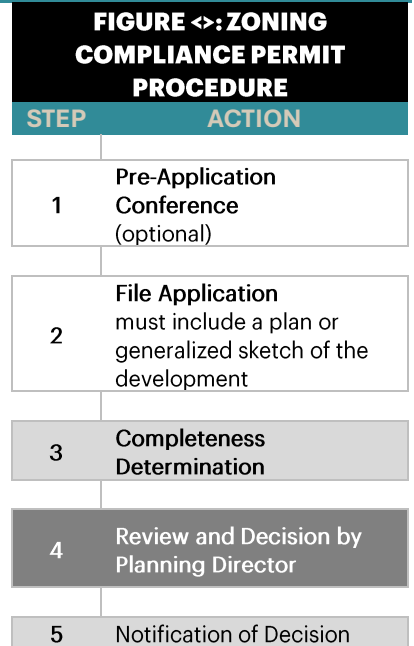 FIGURE <>: ZONING
COMPLIANCE PERMIT
PROCEDURE
STEP ACTION
1
Pre-Application
Conference
(optional)
2
File Application
must include a plan or
generalized sketch of the
development
3
Completeness
Determination
4
Review and Decision by
Planning Director
5 Notification of Decision